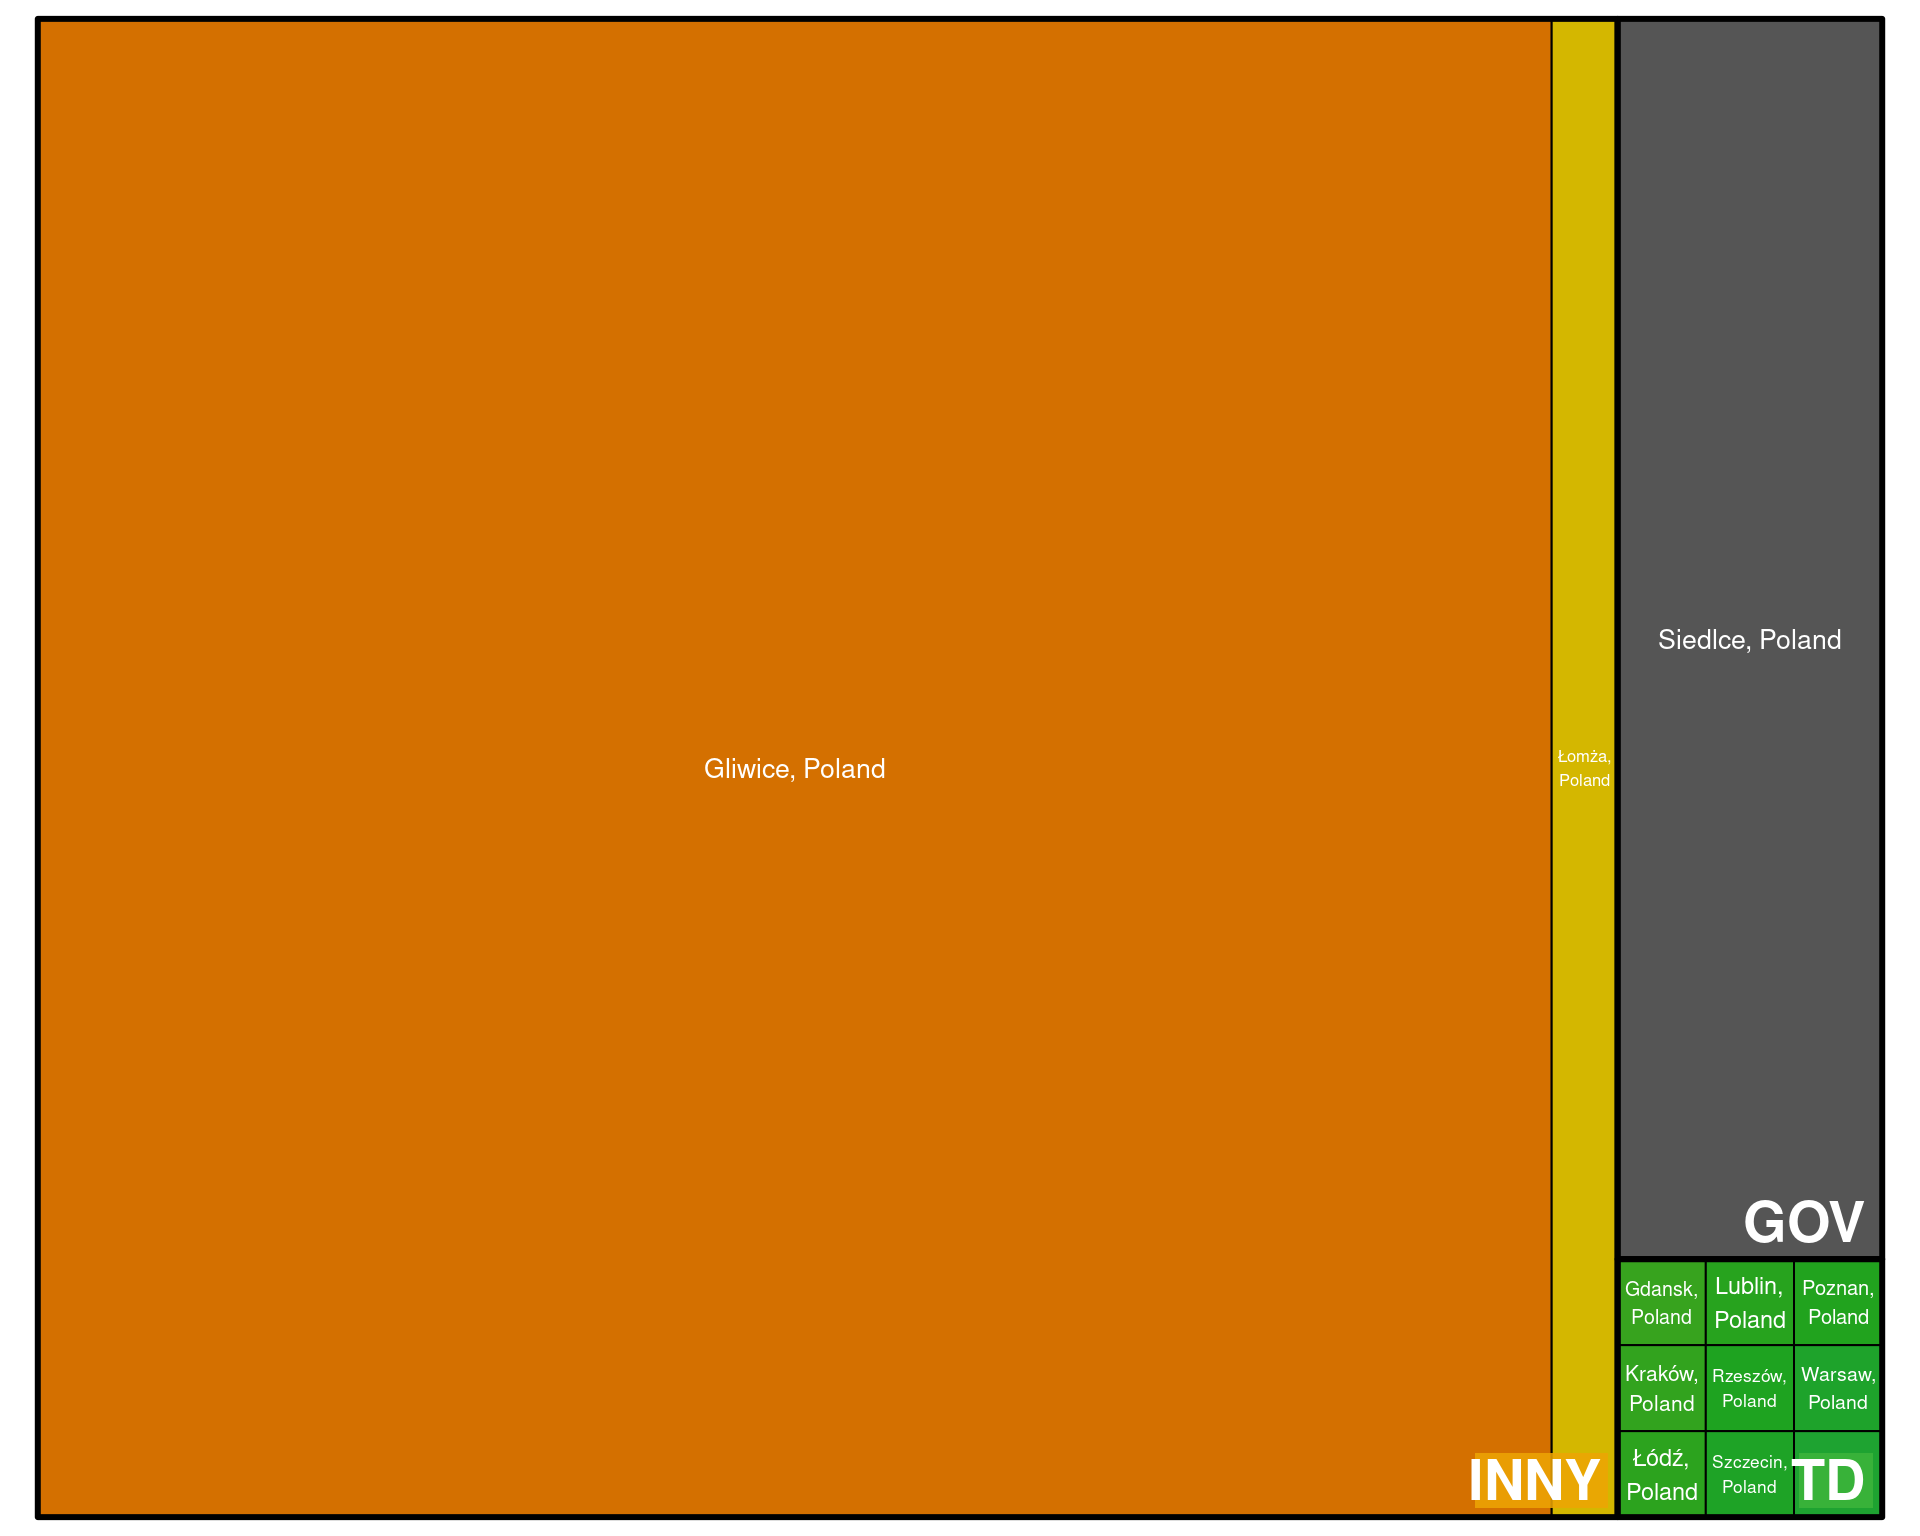 Gliwice, Poland
Łomża,
Poland
INNY
Siedlce, Poland
GOV
Gdansk,
Poland
Lublin,
Poland
Poznan,
Poland
Kraków,
Poland
Rzeszów,
Poland
Warsaw,
Poland
Łódź,
Poland
Szczecin,
Poland
TD